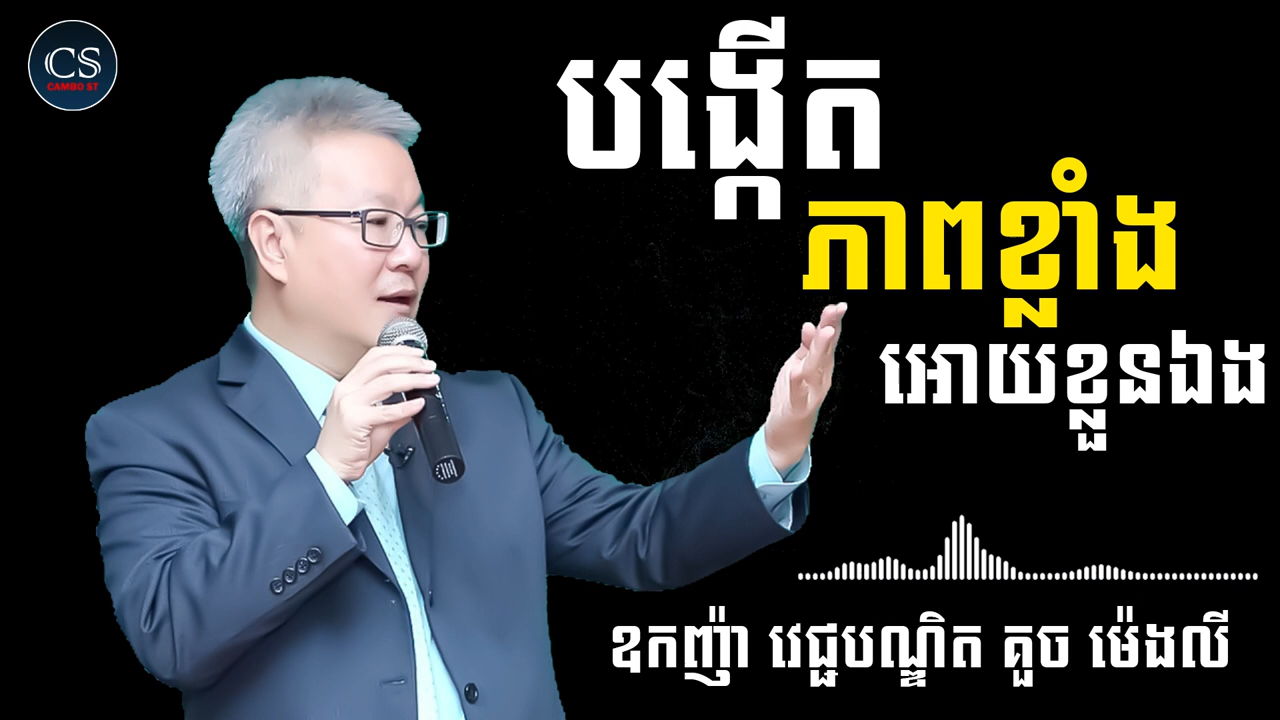 CS
CAMBO ST
បង្កើត
ភាពខ្លាំង
អោយខ្លួនឯង
ឧកញ៉ា វេជ្ជបណ្ឌិត គួច ម៉េងលី